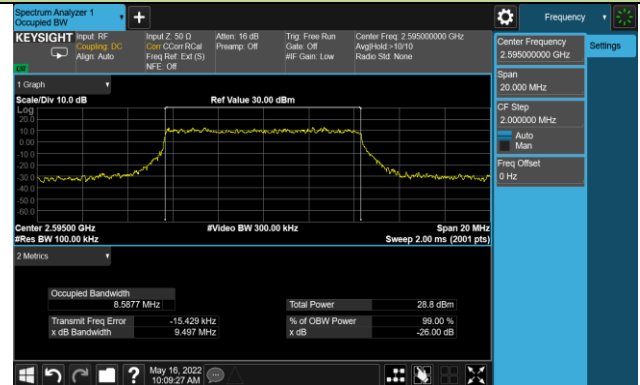 Spectrum Analyzer 1
Occupied BW
Frequency
KEYSIGHT
Input: RF
Coupling: DC
Align: Auto
Input Z: 50 Ω
Corr CCorr RCal
Freq Ref: Ext (S)
NFE: Off
Atten: 16 dB
Preamp: Off
Trig: Free Run
Gate: Off
#IF Gain: Low
Center Freq: 2.595000000 GHz
Avg|Hold:>10/10
Radio Std: None
LXI
Center Frequency
2.595000000 GHz
Settings
Span
20.000 MHz
CF Step
2.000000 MHz
Auto
Man
Freq Offset
0 Hz
1 Graph
Scale/Div 10.0 dB
Ref Value 30.00 dBm
Log
20.0
10.0
0.00
-10.0
-20.0
-30.0
-40.0
-50.0
-60.0
Center 2.59500 GHz
#Video BW 300.00 kHz
Span 20 MHz
#Res BW 100.00 kHz
Sweep 2.00 ms (2001 pts)
2 Metrics
Occupied Bandwidth
8.5877 MHz
Total Power 28.8 dBm
Transmit Freq Error -15.429 kHz
% of OBW Power 99.00 %
x dB Bandwidth 9.497 MHz
x dB -26.00 dB
?
May 16, 2022
10:09:27 AM